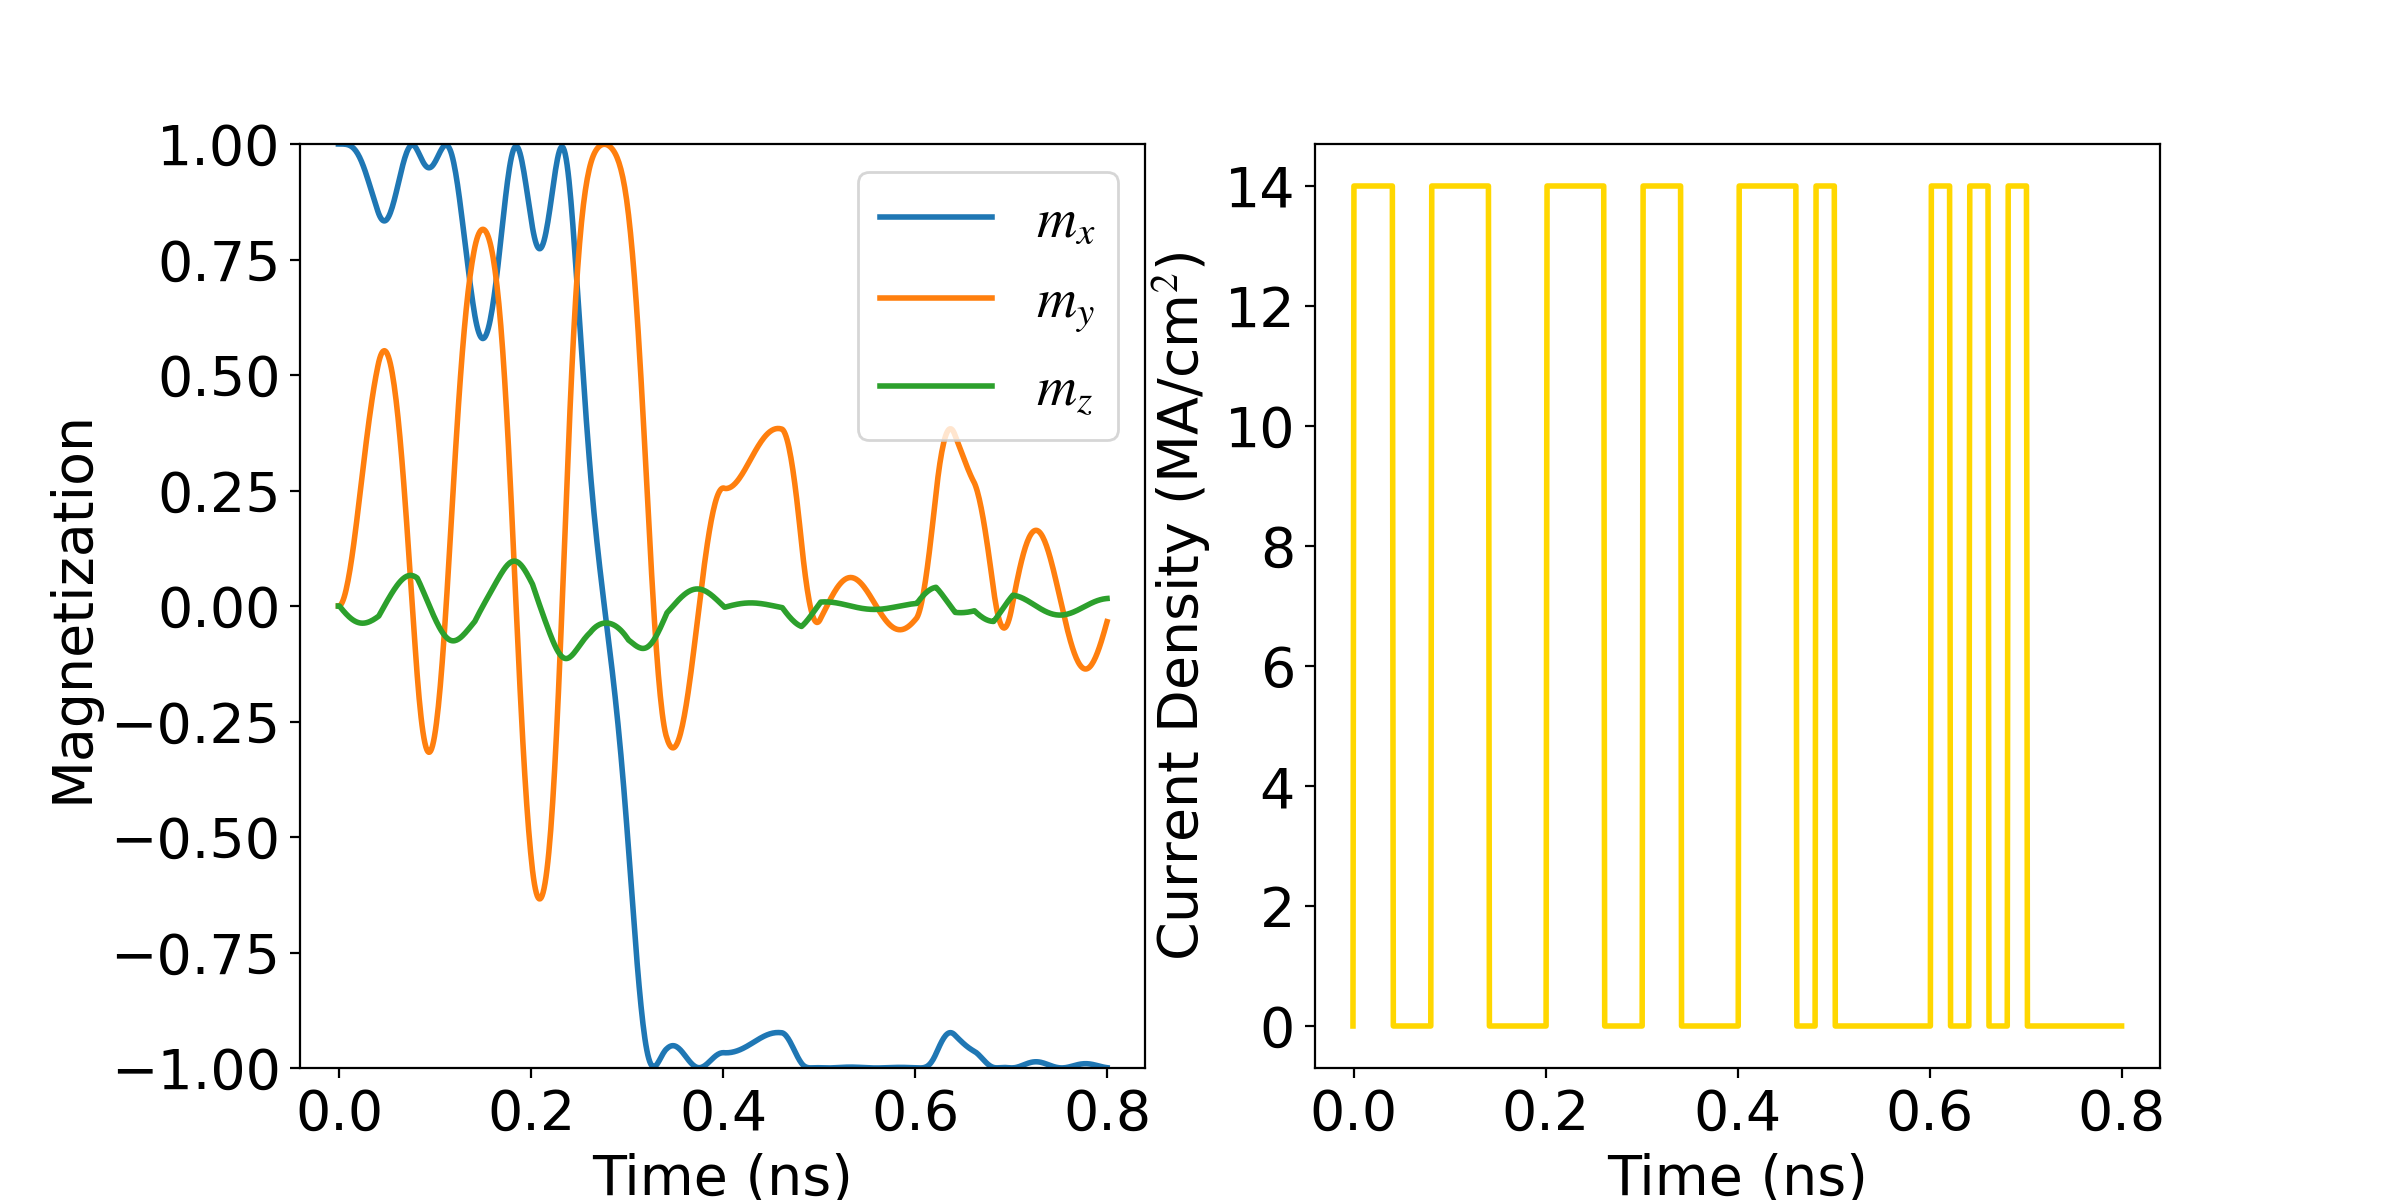 Magnetization
1.00
0.75
0.50
0.25
0.00
−0.25
−0.50
−0.75
−1.00
0.0 0.2 0.4 0.6 0.8
Time (ns)
m_x
m_y
m_z
Current Density (MA/cm²)
14
12
10
8
6
4
2
0
0.0 0.2 0.4 0.6 0.8
Time (ns)